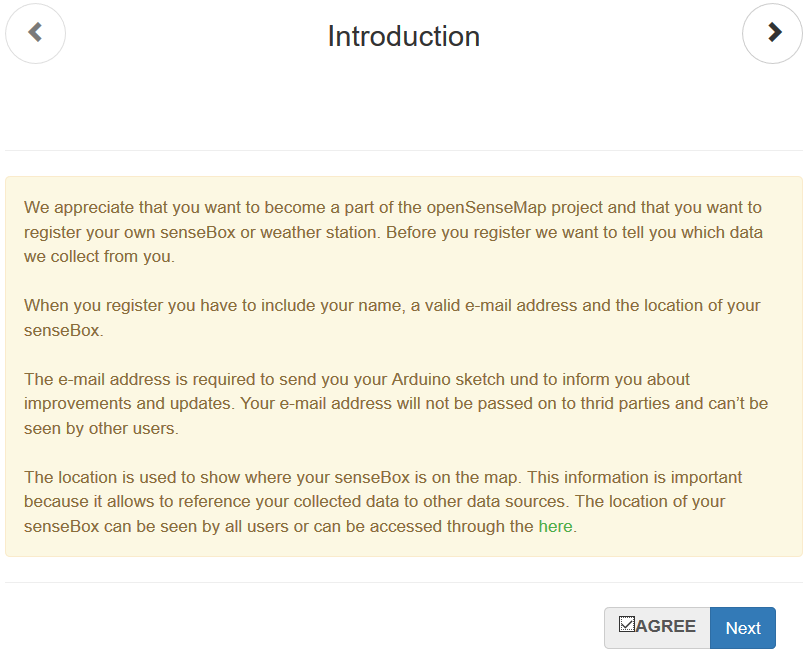 Introduction
We appreciate that you want to become a part of the openSenseMap project and that you want to
register your own senseBox or weather station. Before you register we want to tell you which data
we collect from you.
When you register you have to include your name, a valid e-mail address and the location of your
senseBox.
The e-mail address is required to send you your Arduino sketch und to inform you about
improvements and updates. Your e-mail address will not be passed on to thrid parties and can’t be
seen by other users.
The location is used to show where your senseBox is on the map. This information is important
because it allows to reference your collected data to other data sources. The location of your
senseBox can be seen by all users or can be accessed through the here.
AGREE Next